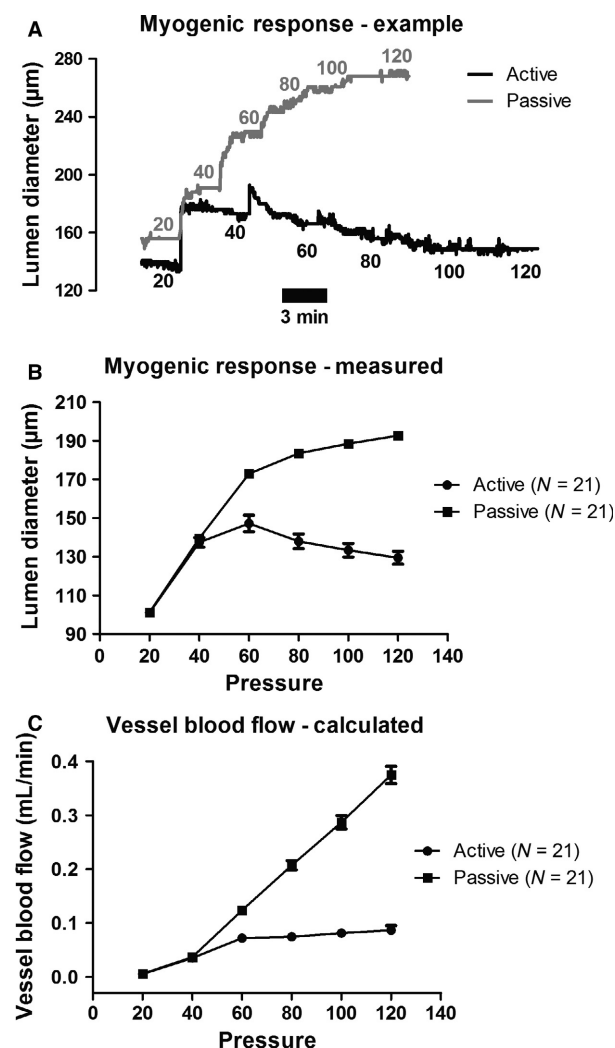 A
Myogenic response - example
Lumen diameter (µm)
280
240
200
160
120
20
40
60
80
100
120
20
40
60
80
100
120
Active
Passive
3 min
B
Myogenic response - measured
Lumen diameter (µm)
210
190
170
150
130
110
90
0 20 40 60 80 100 120 140
Pressure
Active (N = 21)
Passive (N = 21)
C
Vessel blood flow - calculated
Vessel blood flow (mL/min)
0.4
0.3
0.2
0.1
0.0
0 20 40 60 80 100 120 140
Pressure
Active (N = 21)
Passive (N = 21)